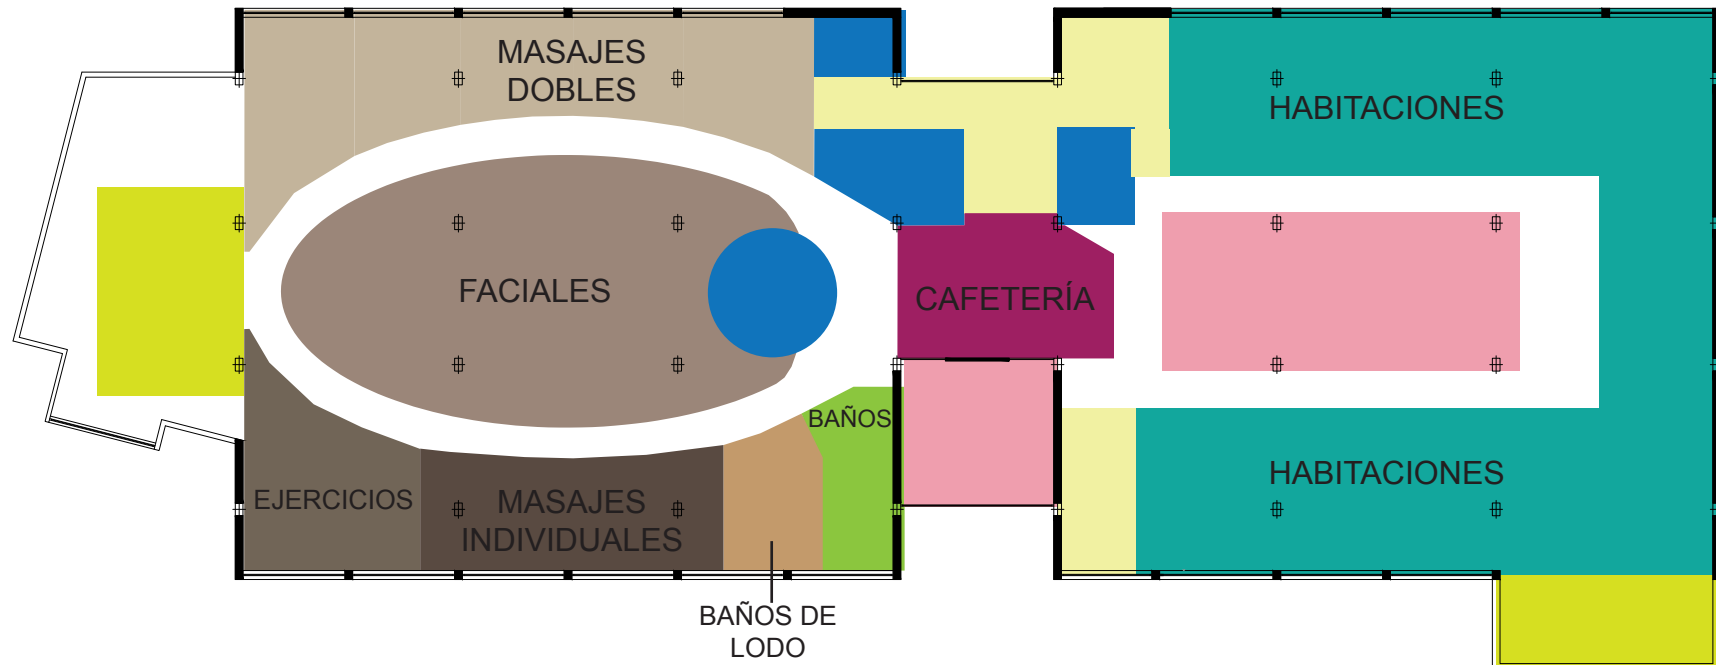 MASAJES
DOBLES
HABITACIONES
FACIALES
CAFETERÍA
BAÑOS
EJERCICIOS
MASAJES
INDIVIDUALES
HABITACIONES
BAÑOS DE
LODO